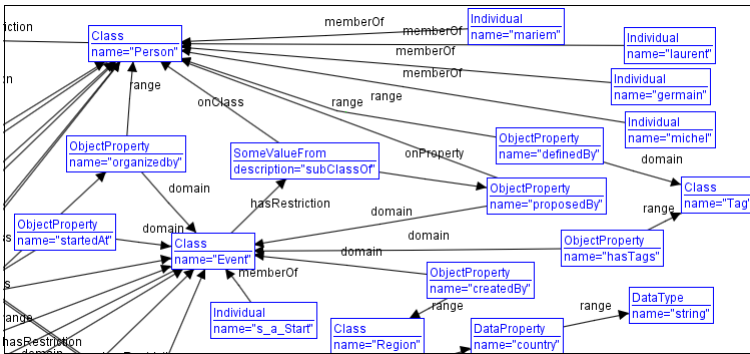 riction
memberOf
Individual
name="mariem"
Class
name="Person"
memberOf
Individual
name="laurent"
memberOf
on
memberOf
Individual
name="germain"
range
onClass
range
range
Individual
name="michel"
ObjectProperty
name="organizedby"
SomeValueFrom
description="subClassOf"
onProperty
ObjectProperty
name="definedBy"
domain
domain
ObjectProperty
name="proposedBy"
Class
name="Tag"
hasRestriction
range
ObjectProperty
name="startedAt"
domain
domain
domain
Class
name="Event"
domain
ObjectProperty
name="hasTags"
memberOf
ObjectProperty
name="createdBy"
range
Individual
name="s_a_Start"
range
range
DataType
name="string"
hasRestriction
Class
name="Region"
DataProperty
name="country"